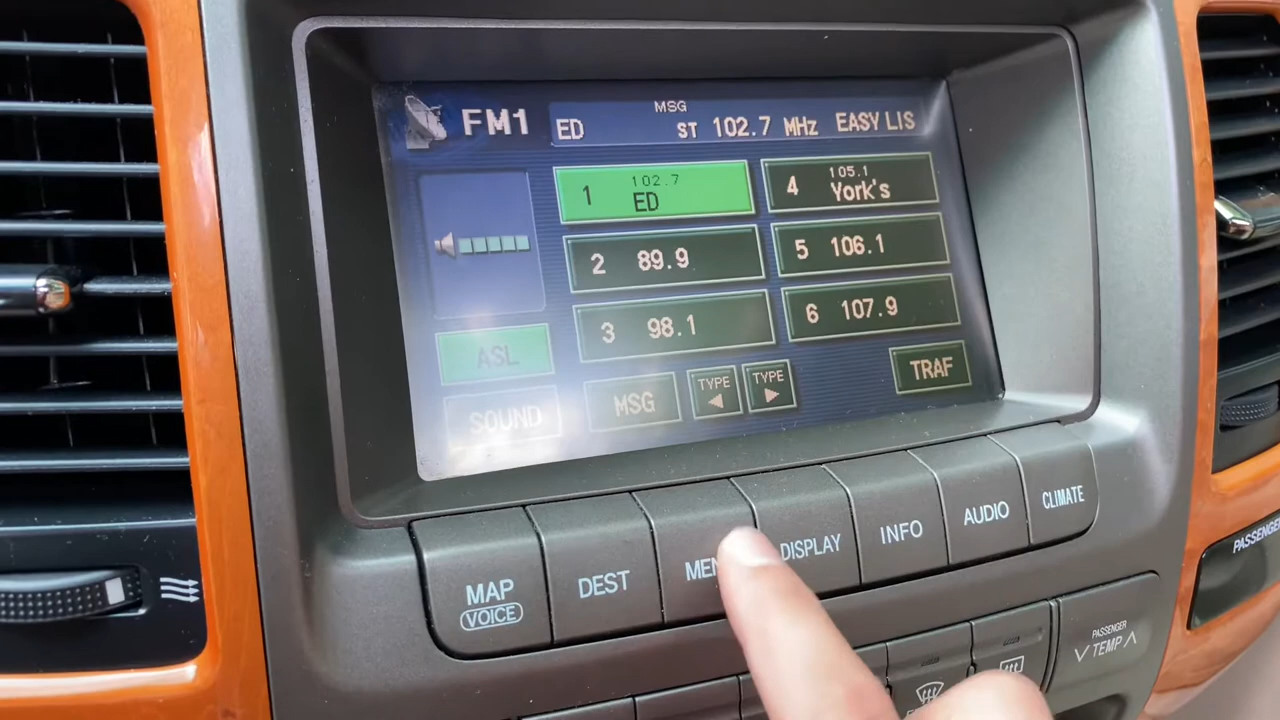 FM1
MSG
ED ST 102.7 MHz EASY LIS
1 102.7 ED
4 105.1 York's
2 89.9
5 106.1
3 98.1
6 107.9
ASL
SOUND
MSG
TYPE
TYPE
TRAF
MAP
VOICE
DEST
MEN
DISPLAY
INFO
AUDIO
CLIMATE
PASSENGER
TEMP
PASSENGE